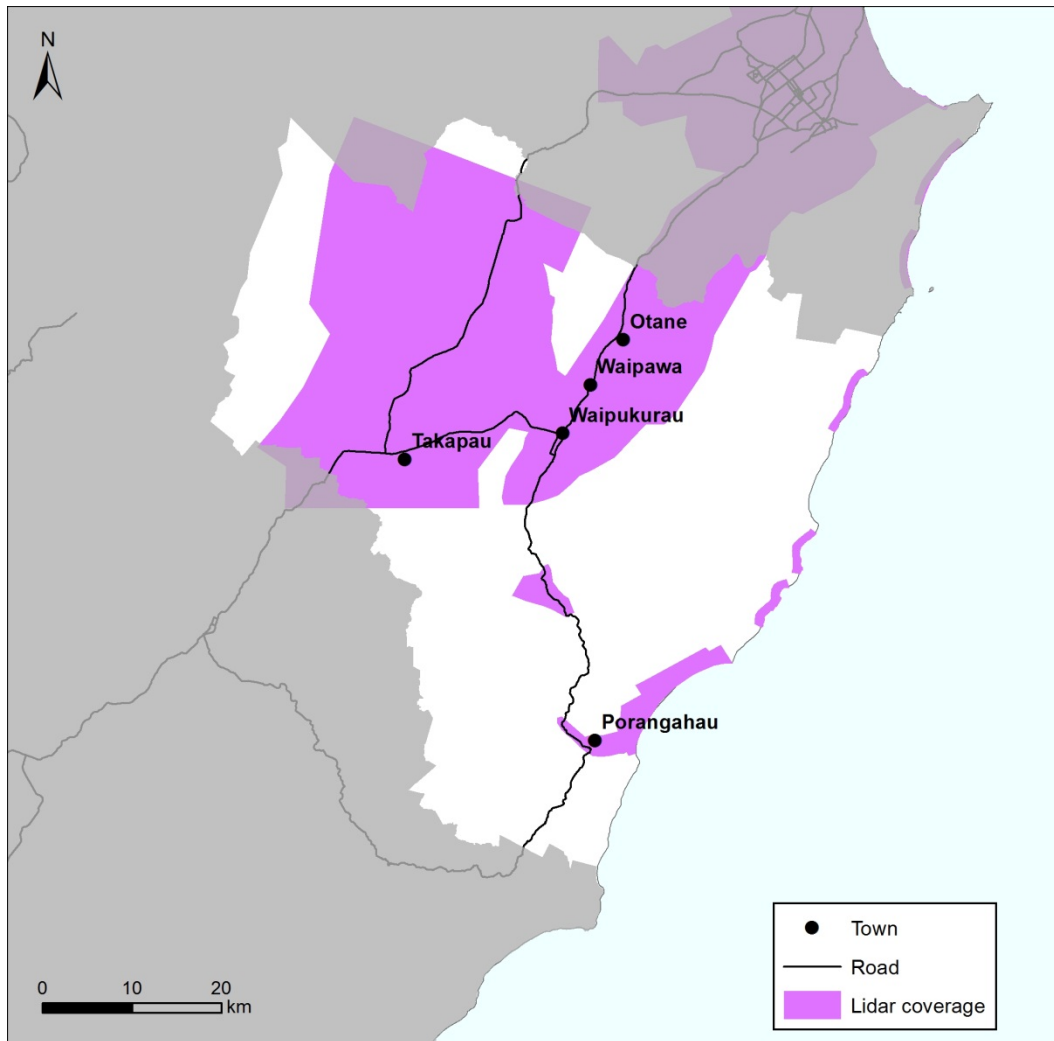 N
Otane
Waipawa
Waipukurau
Takapau
Porangahau
Town
Road
Lidar coverage
0 10 20
km